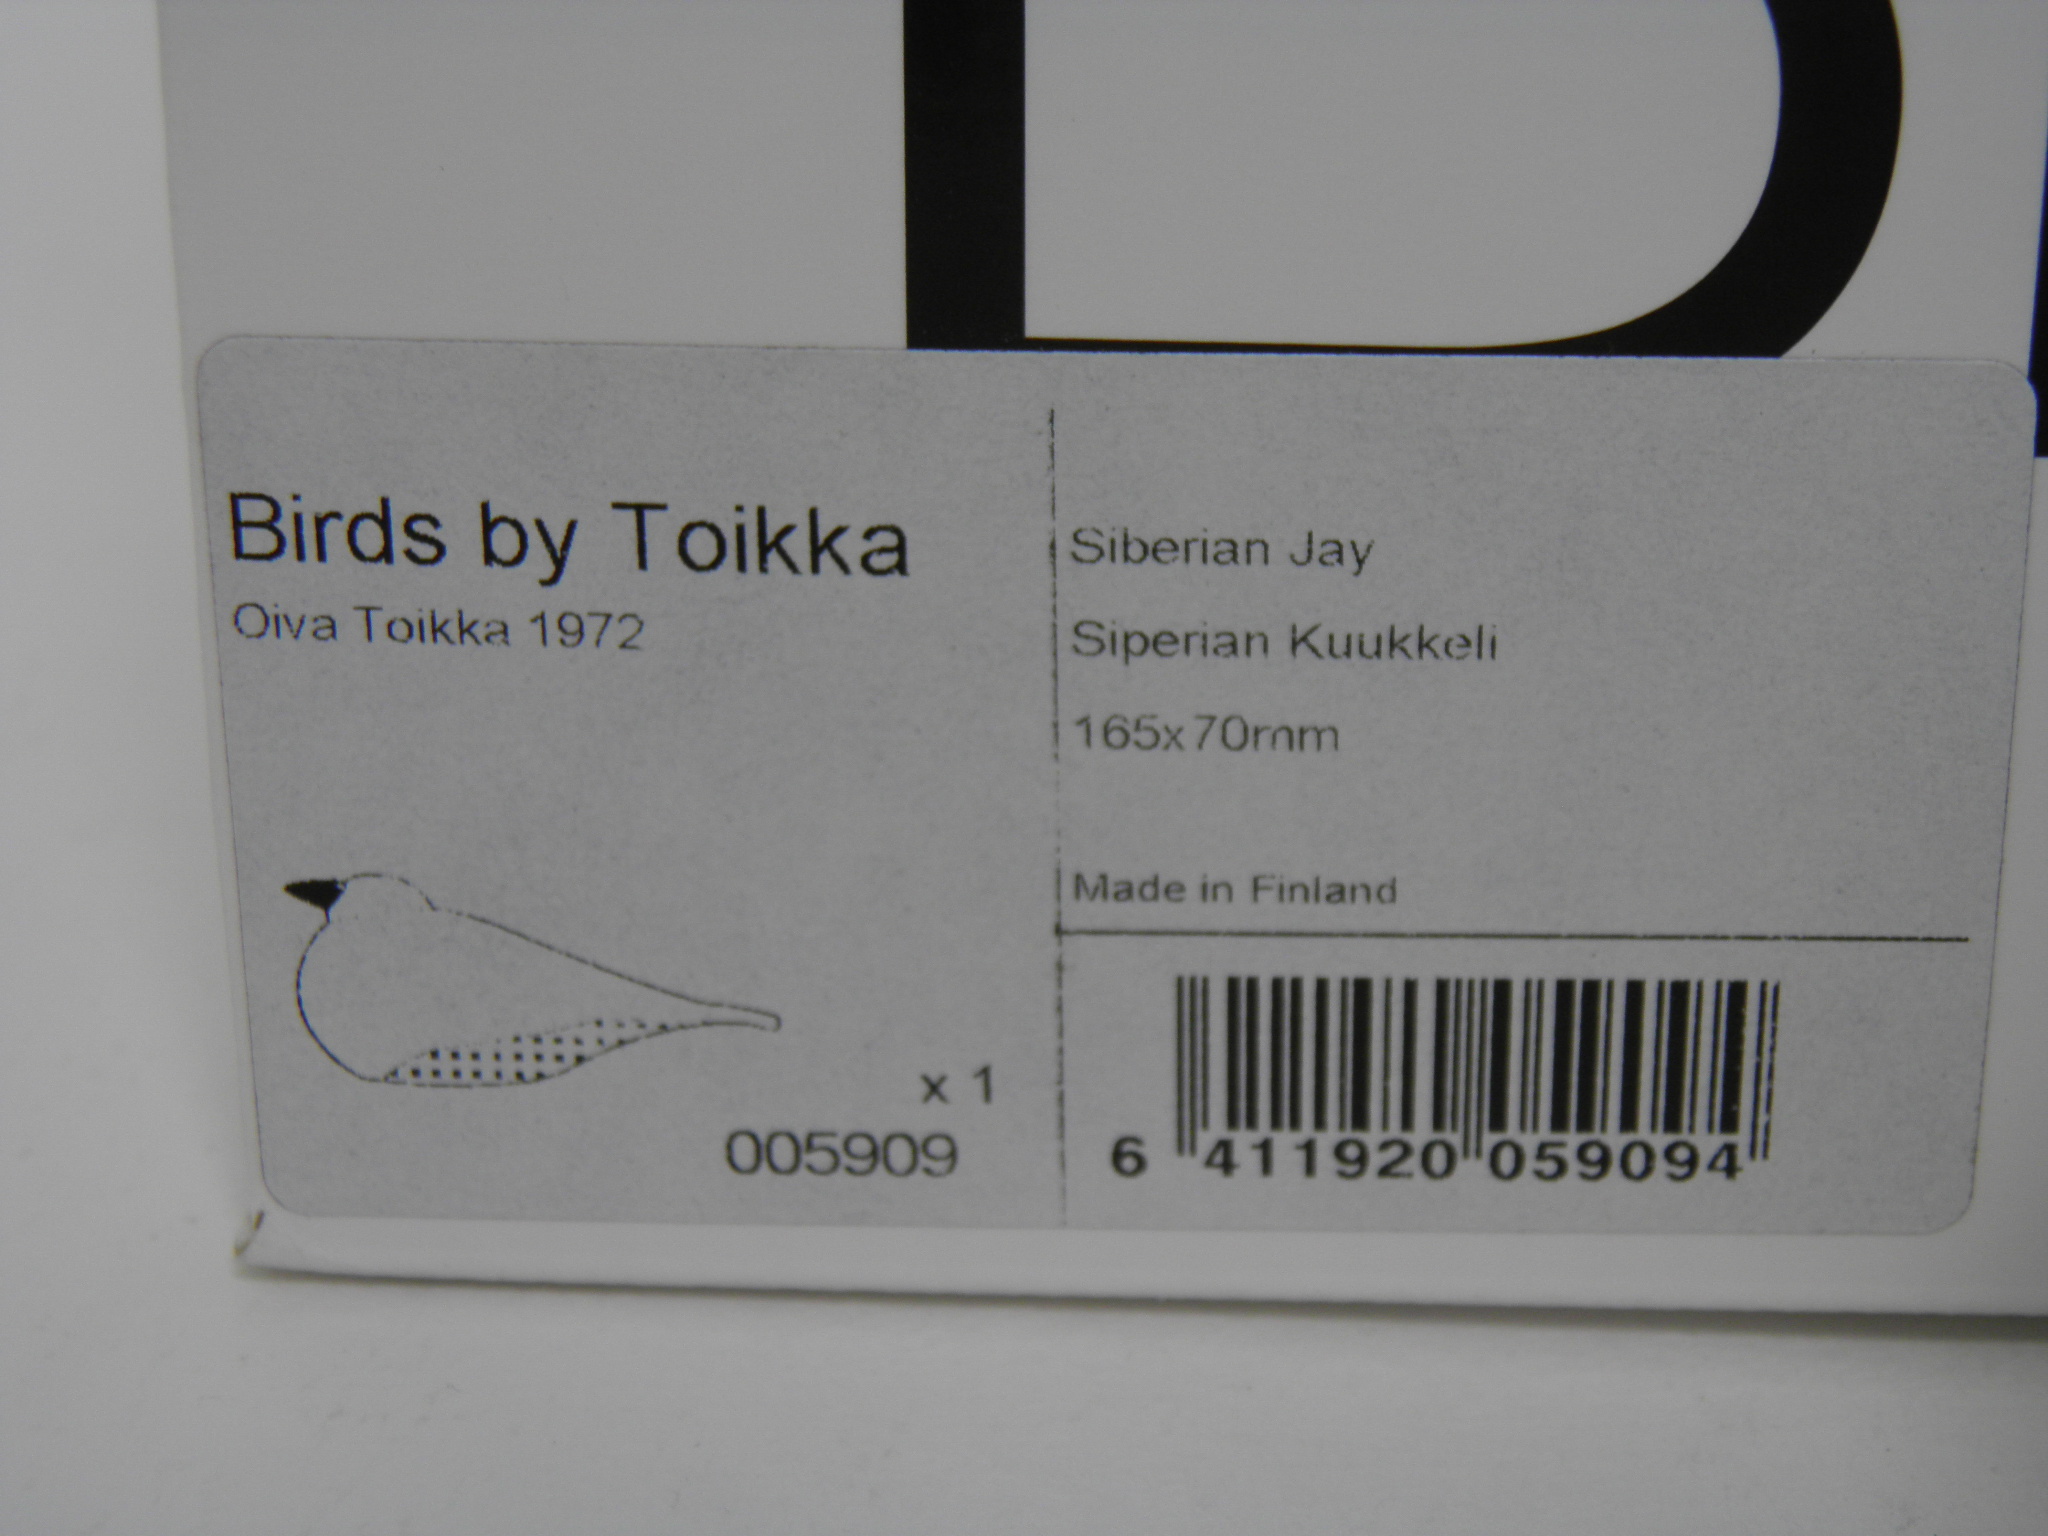 Birds by Toikka
Oiva Toikka 1972
x 1
005909
Siberian Jay
Siperian Kuukkeli
165x70mm
Made in Finland
6 411920 059094